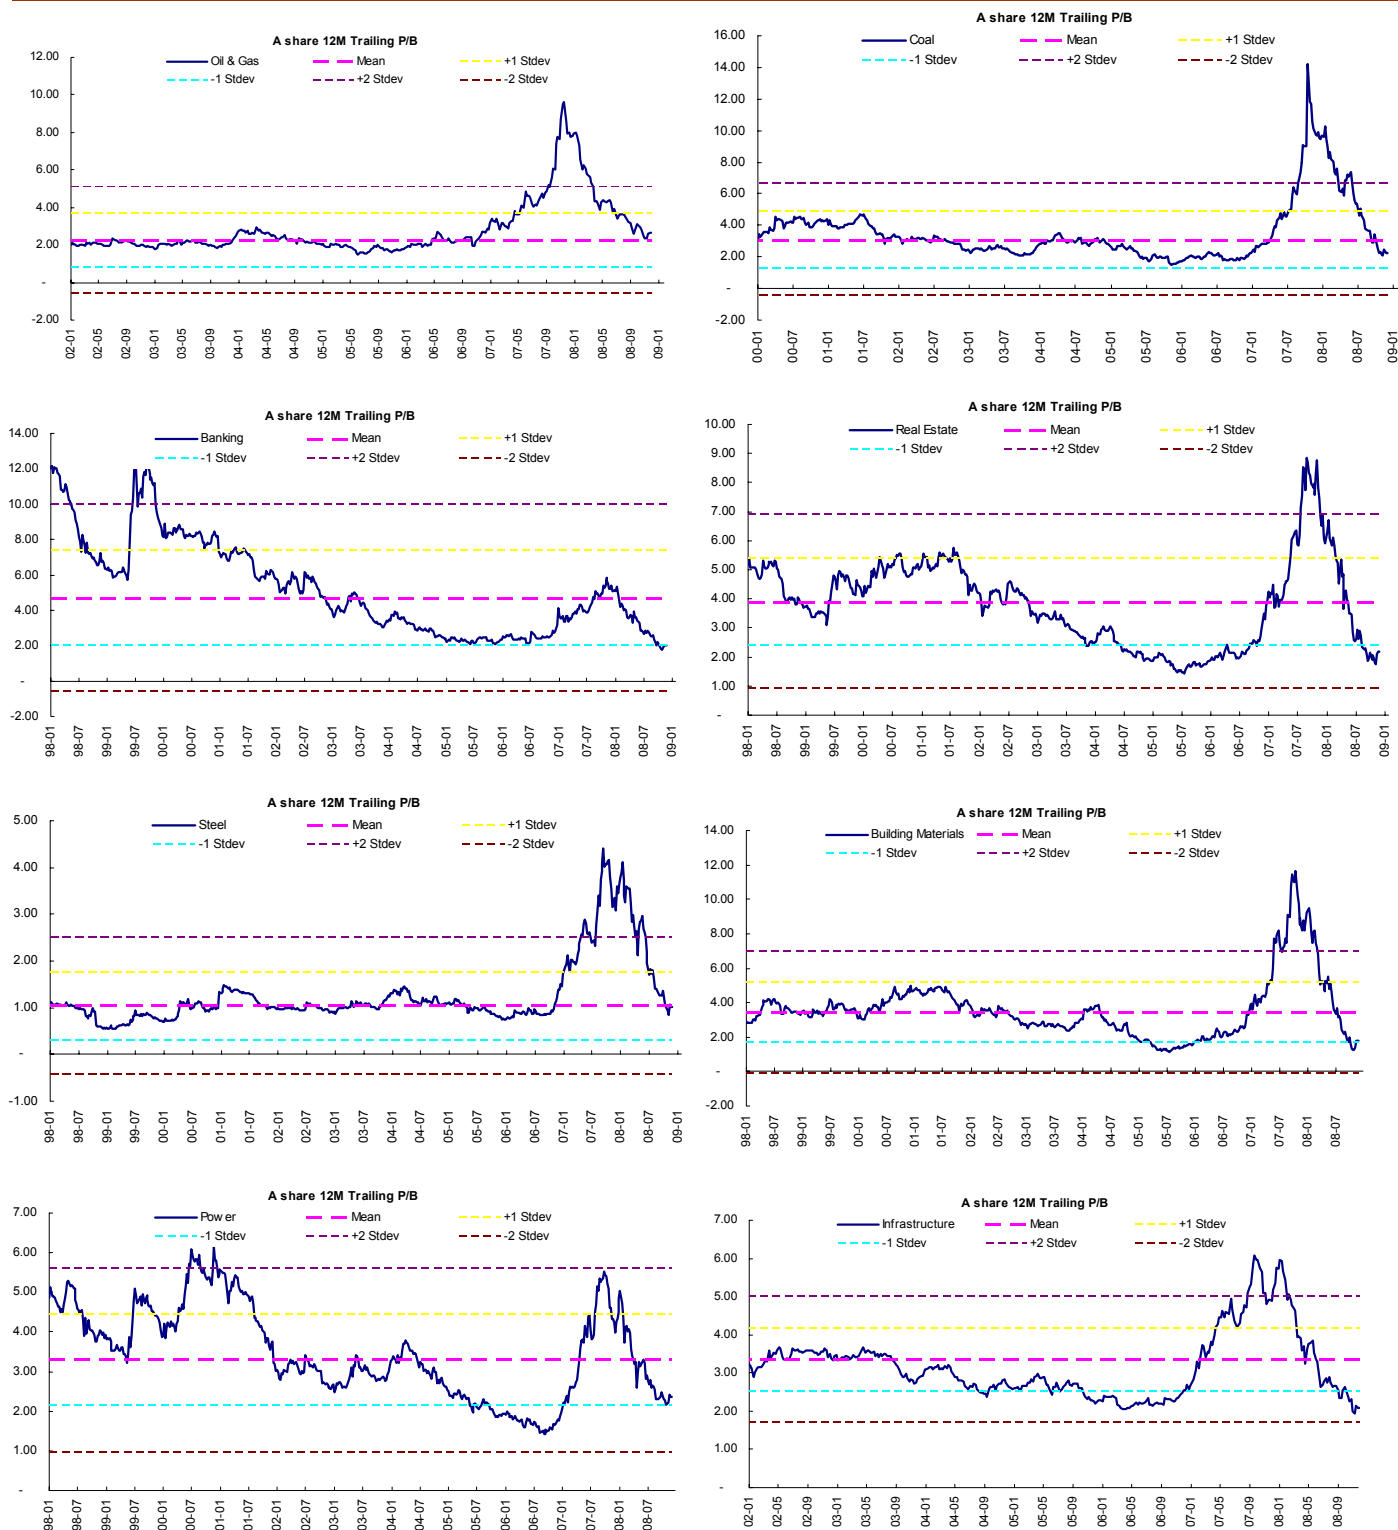 A share 12M Trailing P/B
Oil & Gas Mean +1 Stdev
-1 Stdev +2 Stdev -2 Stdev
12.00
10.00
8.00
6.00
4.00
2.00
-
-2.00
02-01 02-05 02-09 03-01 03-05 03-09 04-01 04-05 04-09 05-01 05-05 05-09 06-01 06-05 06-09 07-01 07-05 07-09 08-01 08-05 08-09 09-01
A share 12M Trailing P/B
Coal Mean +1 Stdev
-1 Stdev +2 Stdev -2 Stdev
16.00
14.00
12.00
10.00
8.00
6.00
4.00
2.00
-
-2.00
00-01 00-07 01-01 01-07 02-01 02-07 03-01 03-07 04-01 04-07 05-01 05-07 06-01 06-07 07-01 07-07 08-01 08-07 09-01
A share 12M Trailing P/B
Banking Mean +1 Stdev
-1 Stdev +2 Stdev -2 Stdev
14.00
12.00
10.00
8.00
6.00
4.00
2.00
-
-2.00
98-01 98-07 99-01 99-07 00-01 00-07 01-01 01-07 02-01 02-07 03-01 03-07 04-01 04-07 05-01 05-07 06-01 06-07 07-01 07-07 08-01 08-07 09-01
A share 12M Trailing P/B
Real Estate Mean +1 Stdev
-1 Stdev +2 Stdev -2 Stdev
10.00
9.00
8.00
7.00
6.00
5.00
4.00
3.00
2.00
1.00
-
98-01 98-07 99-01 99-07 00-01 00-07 01-01 01-07 02-01 02-07 03-01 03-07 04-01 04-07 05-01 05-07 06-01 06-07 07-01 07-07 08-01 08-07 09-01
A share 12M Trailing P/B
Steel Mean +1 Stdev
-1 Stdev +2 Stdev -2 Stdev
5.00
4.00
3.00
2.00
1.00
-
-1.00
98-01 98-07 99-01 99-07 00-01 00-07 01-01 01-07 02-01 02-07 03-01 03-07 04-01 04-07 05-01 05-07 06-01 06-07 07-01 07-07 08-01 08-07 09-01
A share 12M Trailing P/B
Building Materials Mean +1 Stdev
-1 Stdev +2 Stdev -2 Stdev
14.00
12.00
10.00
8.00
6.00
4.00
2.00
-
-2.00
98-01 98-07 99-01 99-07 00-01 00-07 01-01 01-07 02-01 02-07 03-01 03-07 04-01 04-07 05-01 05-07 06-01 06-07 07-01 07-07 08-01 08-07
A share 12M Trailing P/B
Power Mean +1 Stdev
-1 Stdev +2 Stdev -2 Stdev
7.00
6.00
5.00
4.00
3.00
2.00
1.00
-
98-01 98-07 99-01 99-07 00-01 00-07 01-01 01-07 02-01 02-07 03-01 03-07 04-01 04-07 05-01 05-07 06-01 06-07 07-01 07-07 08-01 08-07
A share 12M Trailing P/B
Infrastructure Mean +1 Stdev
-1 Stdev +2 Stdev -2 Stdev
7.00
6.00
5.00
4.00
3.00
2.00
1.00
-
02-01 02-05 02-09 03-01 03-05 03-09 04-01 04-05 04-09 05-01 05-05 05-09 06-01 06-05 06-09 07-01 07-05 07-09 08-01 08-05 08-09